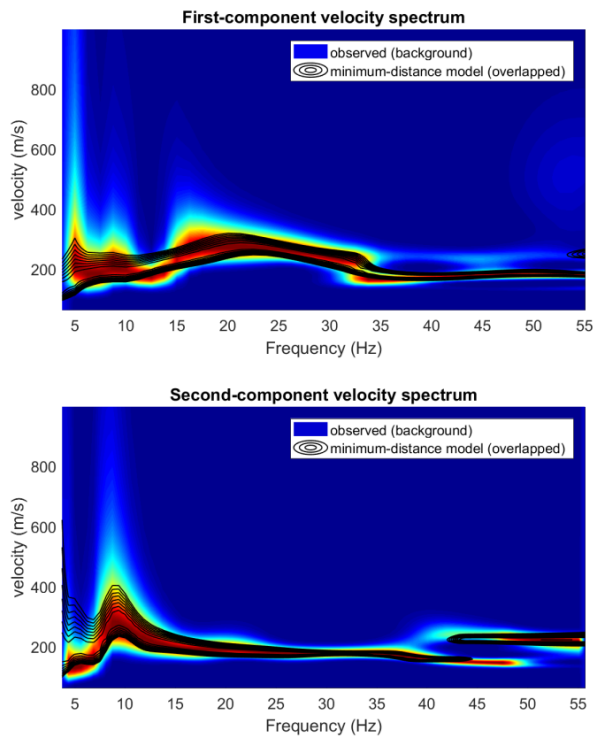 First-component velocity spectrum
observed (background)
minimum-distance model (overlapped)
velocity (m/s)
800
600
400
200
5 10 15 20 25 30 35 40 45 50 55
Frequency (Hz)
Second-component velocity spectrum
observed (background)
minimum-distance model (overlapped)
velocity (m/s)
800
600
400
200
5 10 15 20 25 30 35 40 45 50 55
Frequency (Hz)